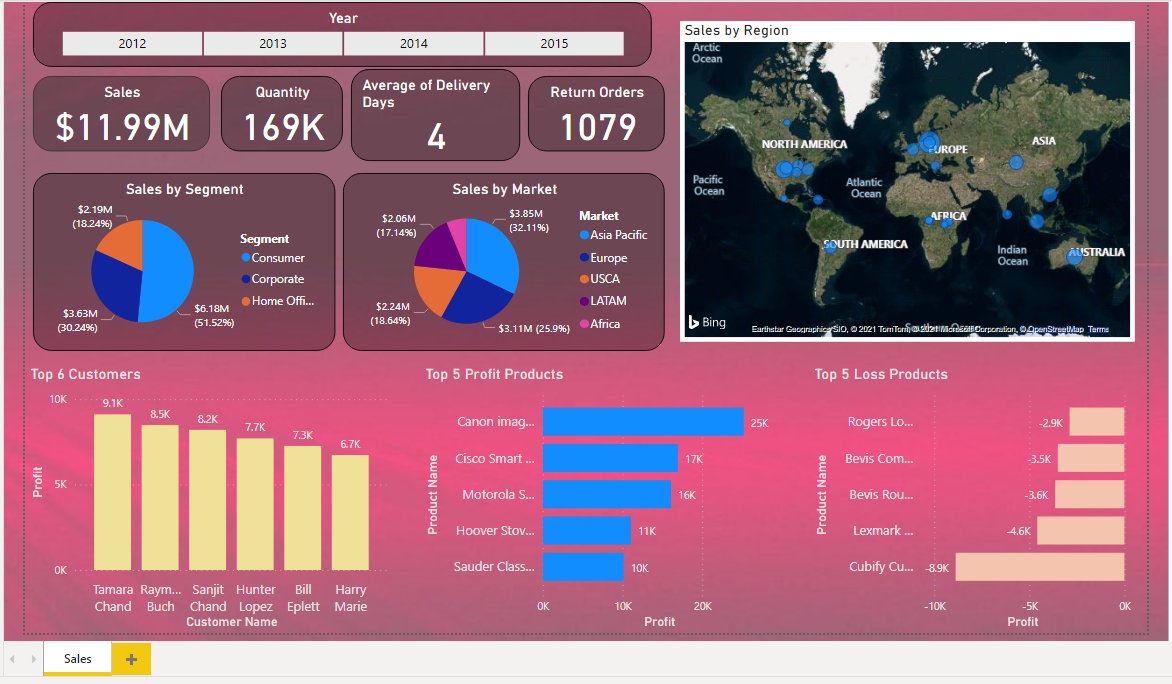 Year
2012 2013 2014 2015
Sales
$11.99M
Quantity
169K
Average of Delivery
Days
4
Return Orders
1079
Sales by Region
Arctic
Ocean
NORTH AMERICA
EUROPE
ASIA
Pacific
Ocean
Atlantic
Ocean
AFRICA
SOUTH AMERICA
Indian
Ocean
AUSTRALIA
Bing
Earthstar Geographics SIO, © 2021 TomTom, © 2021 Microsoft Corporation, © OpenStreetMap Terms
Sales by Segment
$2.19M
(18.24%)
$3.63M
(30.24%)
$6.18M
(51.52%)
Segment
Consumer
Corporate
Home Offi...
Sales by Market
$2.06M
(17.14%)
$3.85M
(32.11%)
$2.24M
(18.64%)
$3.11M (25.9%)
Market
Asia Pacific
Europe
USCA
LATAM
Africa
Top 6 Customers
Profit
10K
5K
0K
9.1K
8.5K
8.2K
7.7K
7.3K
6.7K
Tamara
Chand
Raym...
Buch
Sanjit
Chand
Hunter
Lopez
Bill
Eplett
Harry
Marie
Customer Name
Top 5 Profit Products
Product Name
Canon imag... 25K
Cisco Smart ... 17K
Motorola S... 16K
Hoover Stov... 11K
Sauder Class... 10K
0K 10K 20K
Profit
Top 5 Loss Products
Product Name
Rogers Lo... -2.9K
Bevis Com... -3.5K
Bevis Rou... -3.6K
Lexmark ... -4.6K
Cubify Cu... -8.9K
-10K -5K 0K
Profit
Sales